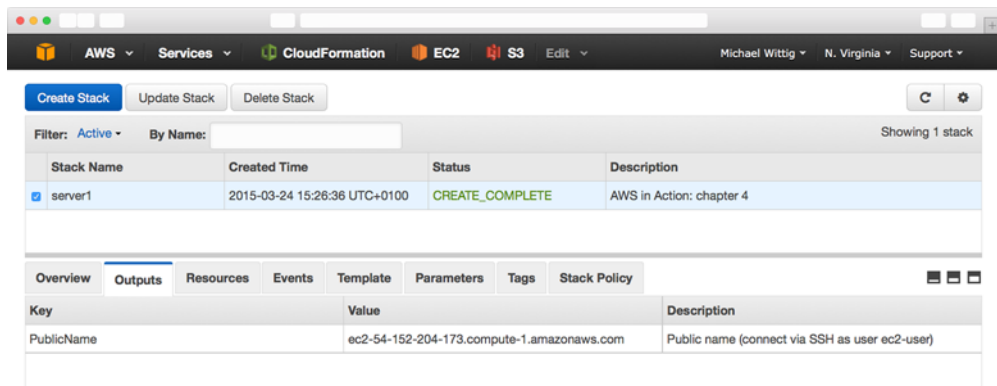 AWS Services CloudFormation EC2 S3 Edit Michael Wittig N. Virginia Support
Create Stack Update Stack Delete Stack
Filter: Active By Name: Showing 1 stack
Stack Name Created Time Status Description
server1 2015-03-24 15:26:36 UTC+0100 CREATE_COMPLETE AWS in Action: chapter 4
Overview Outputs Resources Events Template Parameters Tags Stack Policy
Key Value Description
PublicName ec2-54-152-204-173.compute-1.amazonaws.com Public name (connect via SSH as user ec2-user)